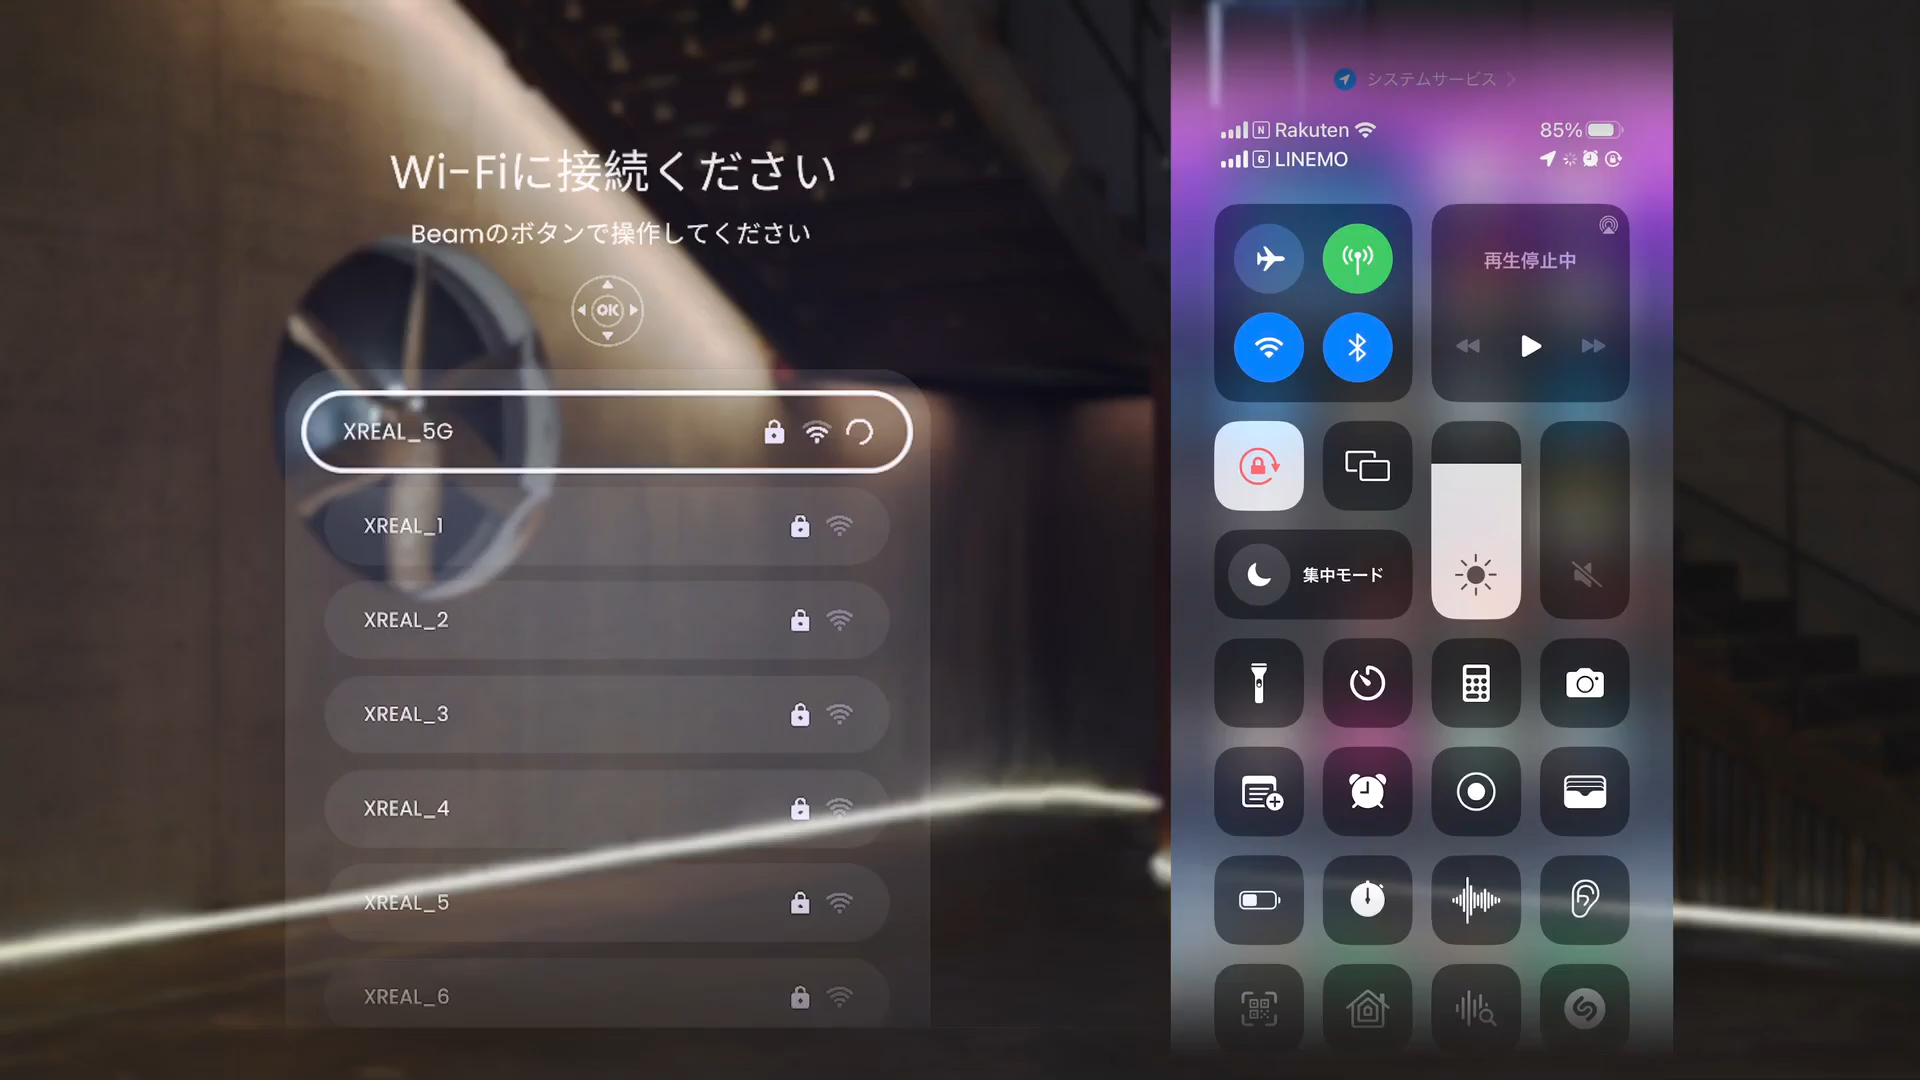 Wi-Fiに接続ください
Beamのボタンで操作してください
OK
XREAL_5G
XREAL_1
XREAL_2
XREAL_3
XREAL_4
XREAL_5
XREAL_6
システムサービス
N Rakuten 85%
G LINEMO
再生停止中
集中モード